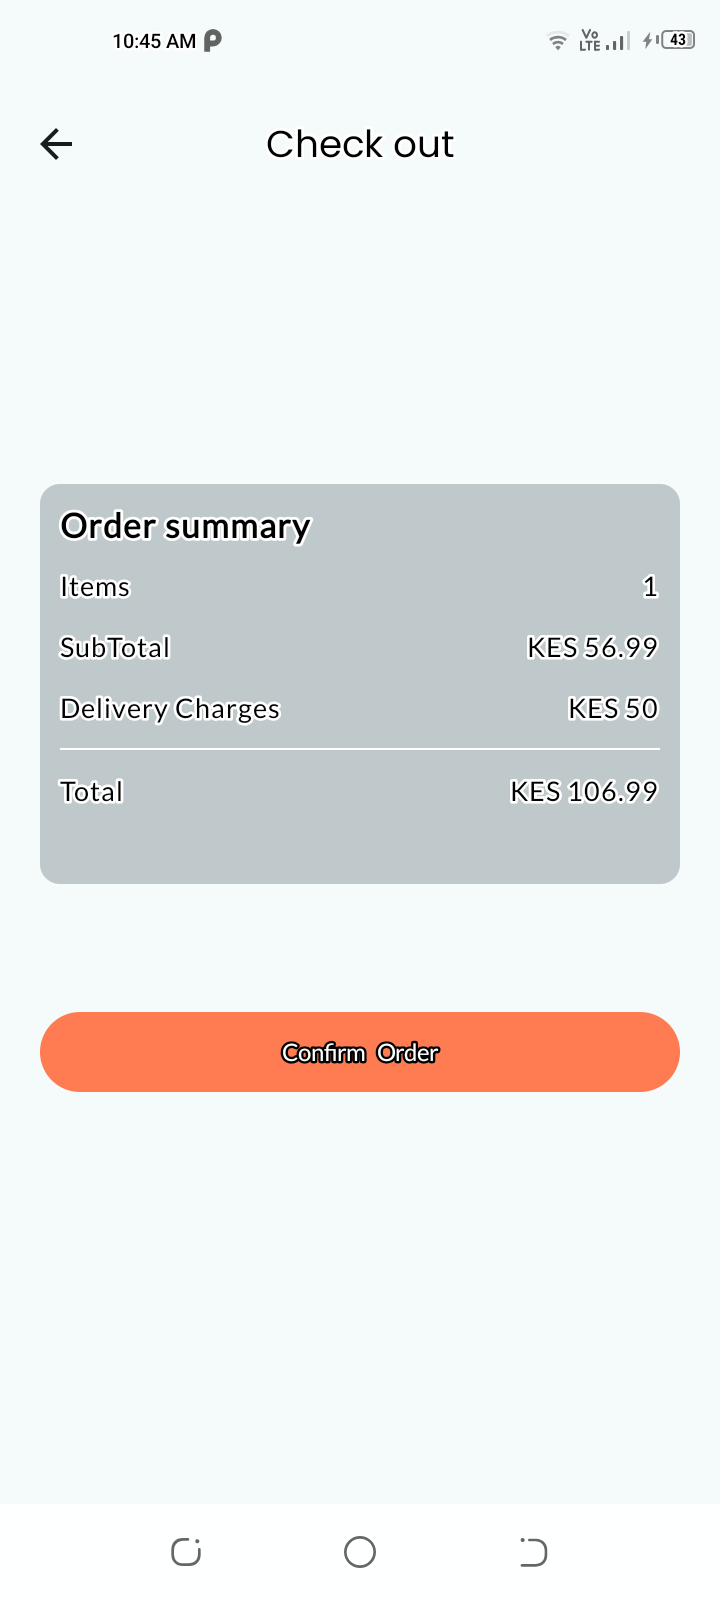 10:45 AM
Vo LTE
43
Check out
Order summary
Items 1
SubTotal KES 56.99
Delivery Charges KES 50
Total KES 106.99
Confirm Order